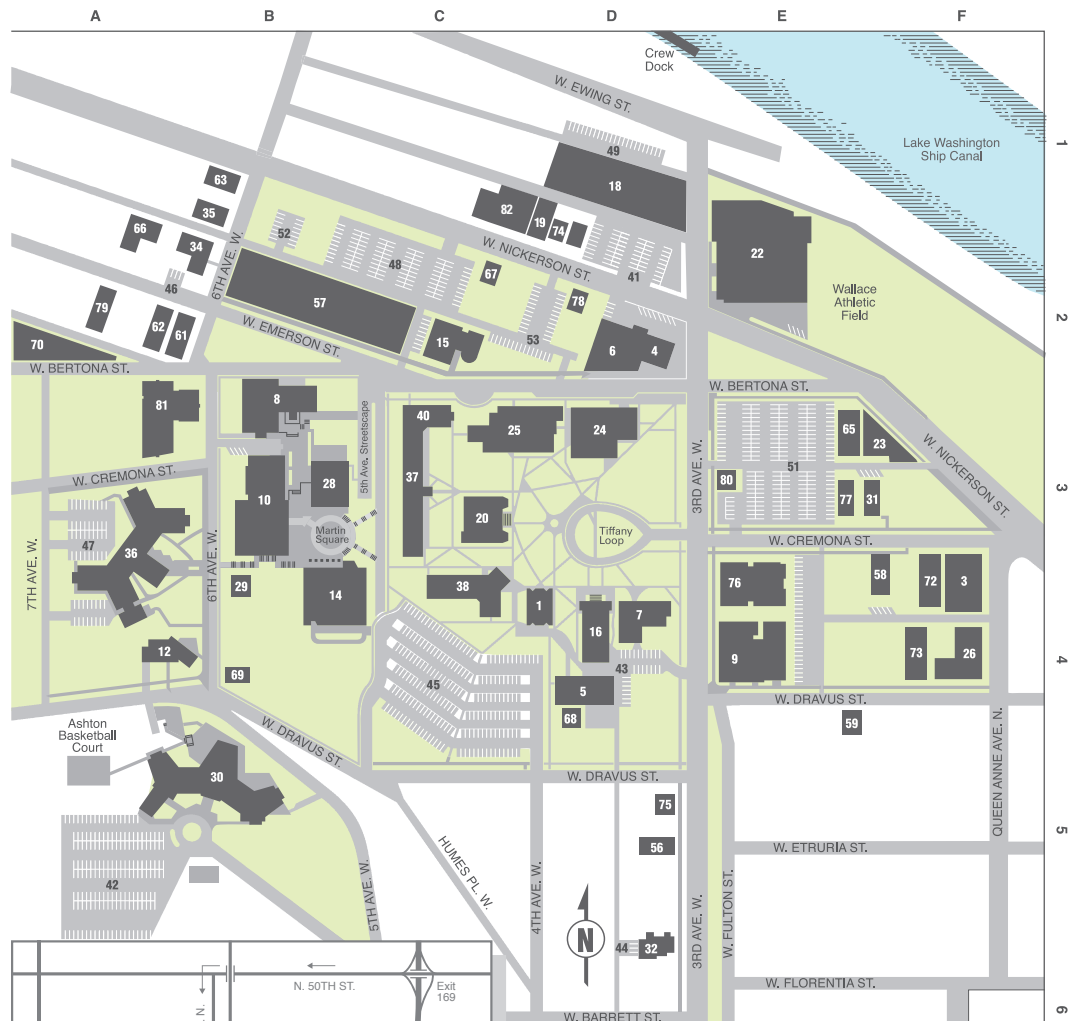 A B C D E F
Crew
Dock
W. EWING ST.
Lake Washington
Ship Canal
1
49
63
18
35
82
19
74
66
52
34
W. NICKERSON ST.
22
48
41
67
46
6TH AVE. W.
Wallace
Athletic
Field
57
79
78
2
62
61
W. EMERSON ST.
53
15
6
4
70
W. BERTONA ST.
W. BERTONA ST.
8
81
5th Ave. Streetscape
40
25
24
65
23
W. NICKERSON ST.
3RD AVE. W.
51
W. CREMONA ST.
37
28
80
10
77
31
3
20
Martin
Square
Tiffany
Loop
W. CREMONA ST.
47
36
7TH AVE. W.
6TH AVE. W.
29
38
14
1
76
58
72
3
16
7
12
9
73
26
4
43
69
45
5
68
W. DRAVUS ST.
59
W. DRAVUS ST.
Ashton
Basketball
Court
30
W. DRAVUS ST.
QUEEN ANNE AVE. N.
75
5
56
W. ETRURIA ST.
HUMES PL. W.
42
5TH AVE. W.
4TH AVE. W.
3RD AVE. W.
W. FULTON ST.
N
44
32
N. 50TH ST.
Exit
169
W. FLORENTIA ST.
N.
6
W. BARRETT ST.